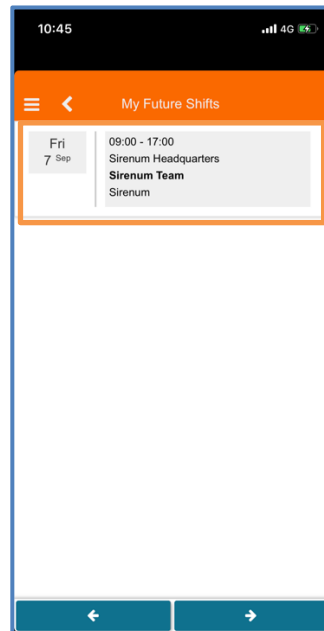 10:45
4G
My Future Shifts
Fri
7 Sep
09:00 - 17:00
Sirenum Headquarters
Sirenum Team
Sirenum